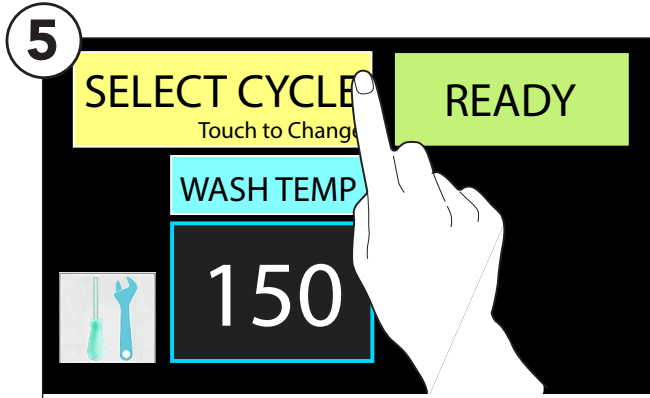 5
SELECT CYCLE
Touch to Change
READY
WASH TEMP
150